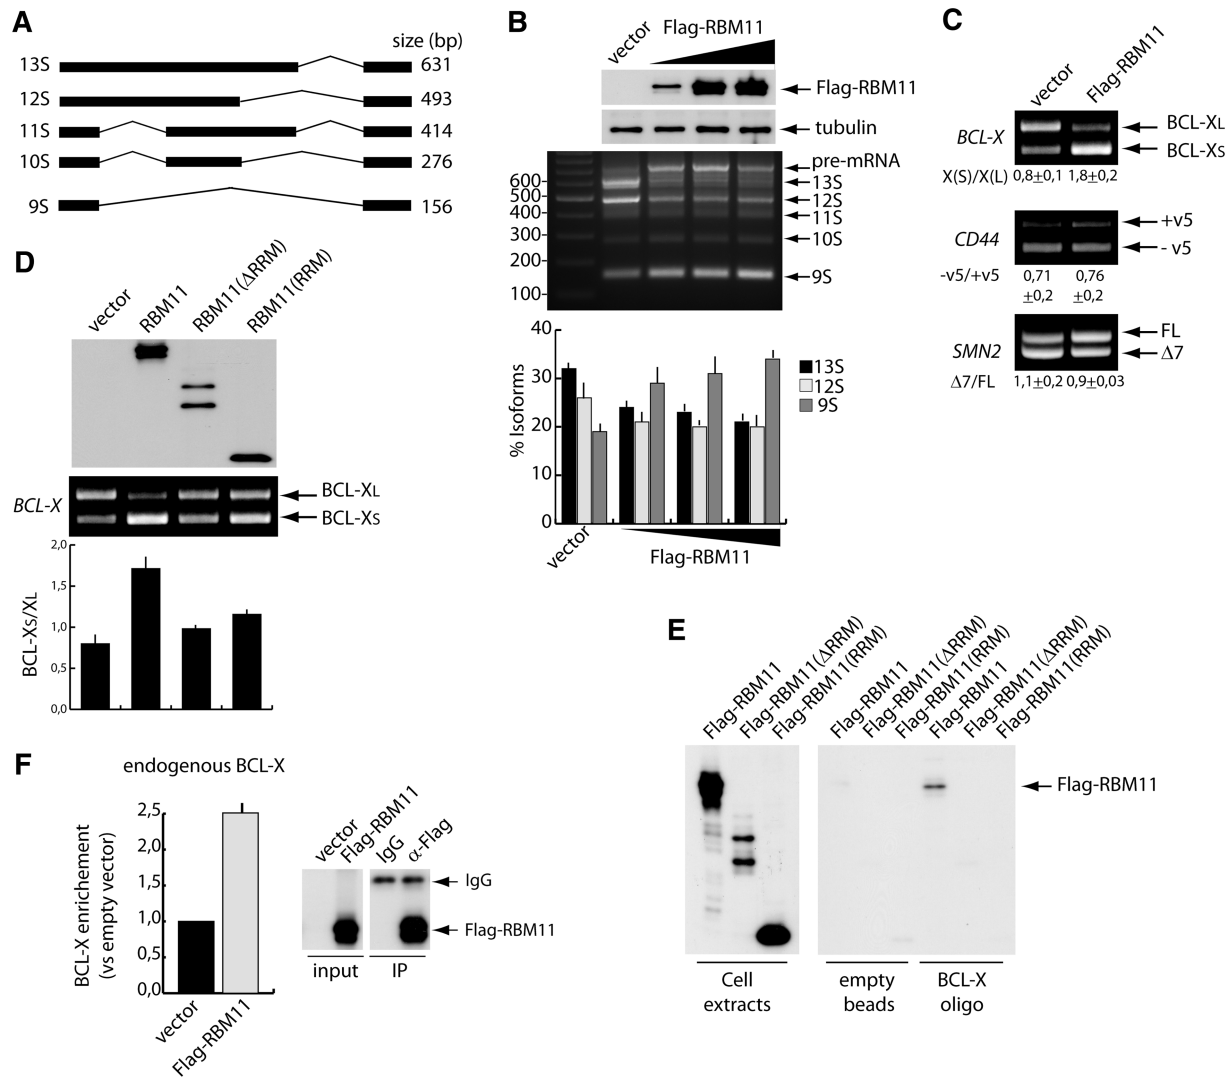 A
size (bp)
13S 631
12S 493
11S 414
10S 276
9S 156
B
vector
Flag-RBM11
Flag-RBM11
tubulin
pre-mRNA
600- 13S
500- 12S
400- 11S
300- 10S
200- 9S
100-
40
30
20
10
0
% Isoforms
13S
12S
9S
vector
Flag-RBM11
C
vector
Flag-RBM11
BCL-X
BCL-XL
BCL-XS
X(S)/X(L) 0,8±0,1 1,8±0,2
CD44
+v5
- v5
-v5/+v5 0,71 0,76
±0,2 ±0,2
SMN2
FL
Δ7
Δ7/FL 1,1±0,2 0,9±0,03
D
vector
RBM11
RBM11(ΔRRM)
RBM11(RRM)
BCL-X
BCL-XL
BCL-XS
2,0
1,5
1,0
0,5
0,0
BCL-XS/XL
E
Flag-RBM11
Flag-RBM11(ΔRRM)
Flag-RBM11(RRM)
Flag-RBM11
Flag-RBM11(ΔRRM)
Flag-RBM11(RRM)
Flag-RBM11
Flag-RBM11(ΔRRM)
Flag-RBM11(RRM)
Flag-RBM11
Cell
extracts
empty
beads
BCL-X
oligo
F
endogenous BCL-X
BCL-X enrichement
(vs empty vector)
2,5
2,0
1,5
1,0
0,5
0,0
vector
Flag-RBM11
vector
Flag-RBM11
IgG
α-Flag
IgG
Flag-RBM11
input
IP